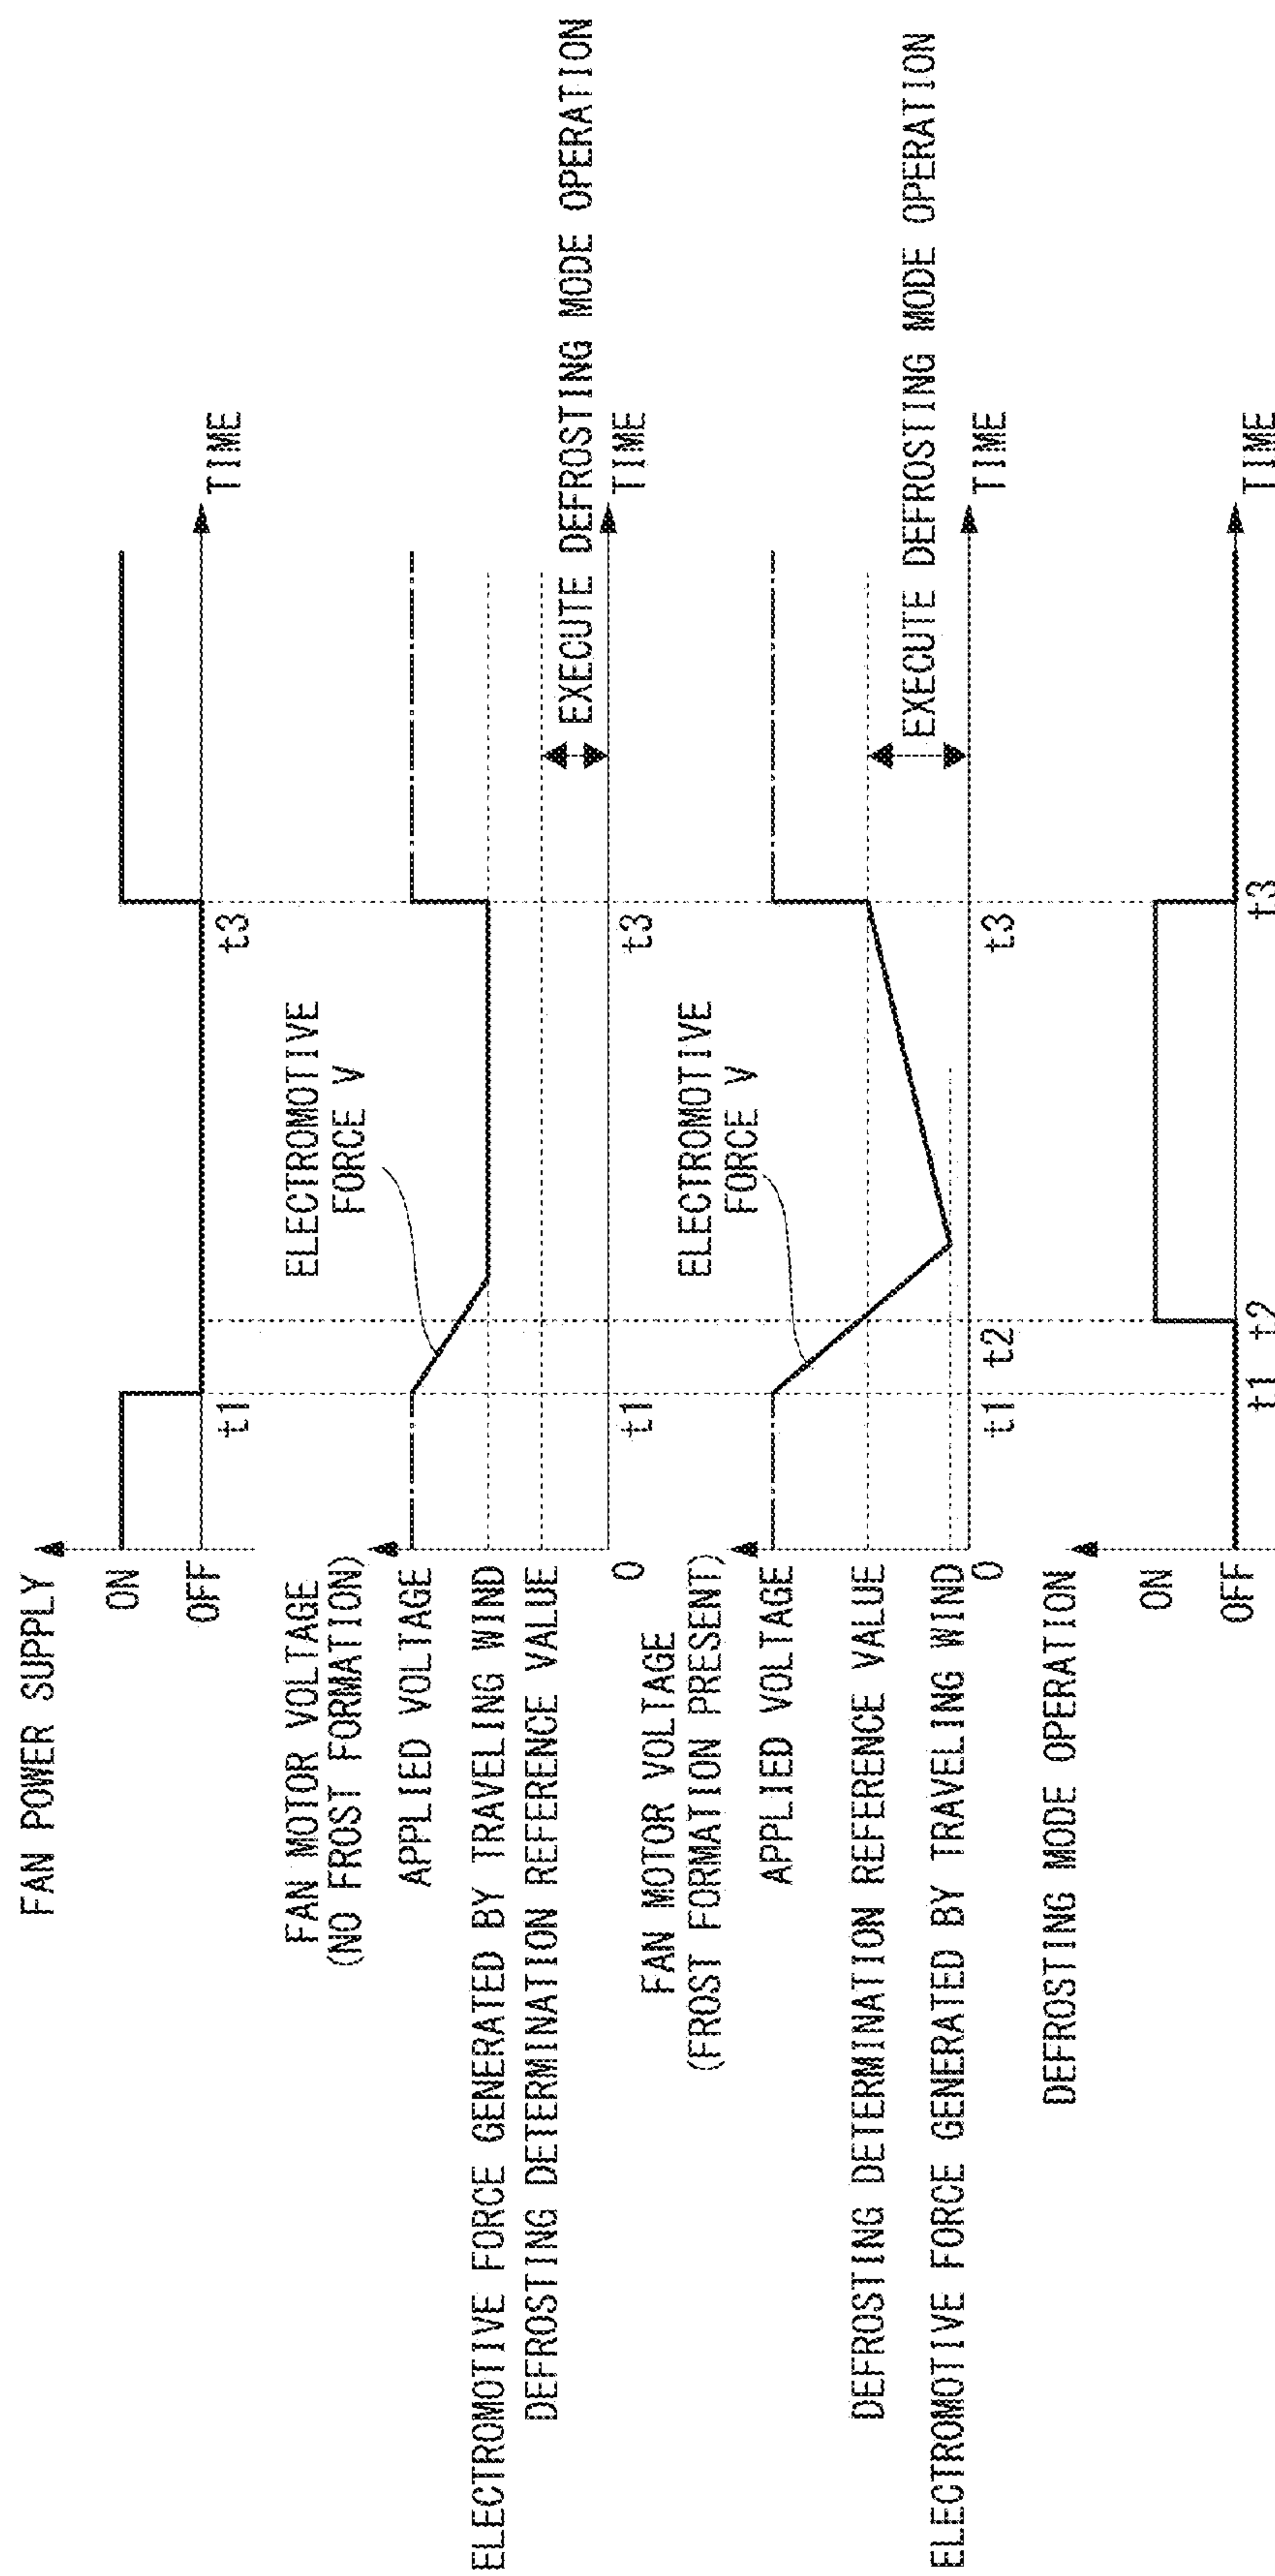 FAN POWER SUPPLY
ON
OFF
t1
t3
TIME
FAN MOTOR VOLTAGE
(NO FROST FORMATION)
ELECTROMOTIVE
FORCE V
APPLIED VOLTAGE
ELECTROMOTIVE FORCE GENERATED BY TRAVELING WIND
DEFROSTING DETERMINATION REFERENCE VALUE
EXECUTE DEFROSTING MODE OPERATION
0
t1
t3
TIME
FAN MOTOR VOLTAGE
(FROST FORMATION PRESENT)
ELECTROMOTIVE
FORCE V
APPLIED VOLTAGE
DEFROSTING DETERMINATION REFERENCE VALUE
EXECUTE DEFROSTING MODE OPERATION
ELECTROMOTIVE FORCE GENERATED BY TRAVELING WIND
0
t1
t2
t3
TIME
DEFROSTING MODE OPERATION
ON
OFF
t1
t2
t3
TIME